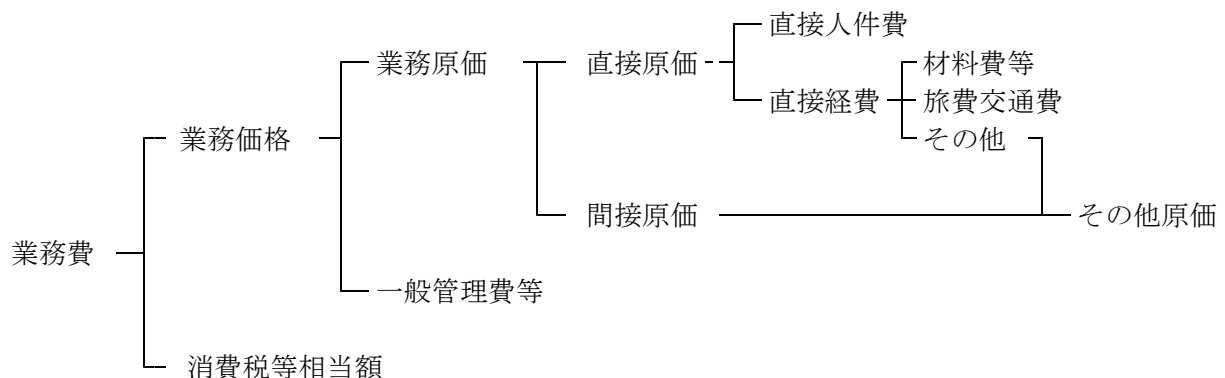 直接人件費
業務原価 直接原価 材料費等
直接経費 旅費交通費
業務価格 その他
間接原価 その他原価
業務費
一般管理費等
消費税等相当額